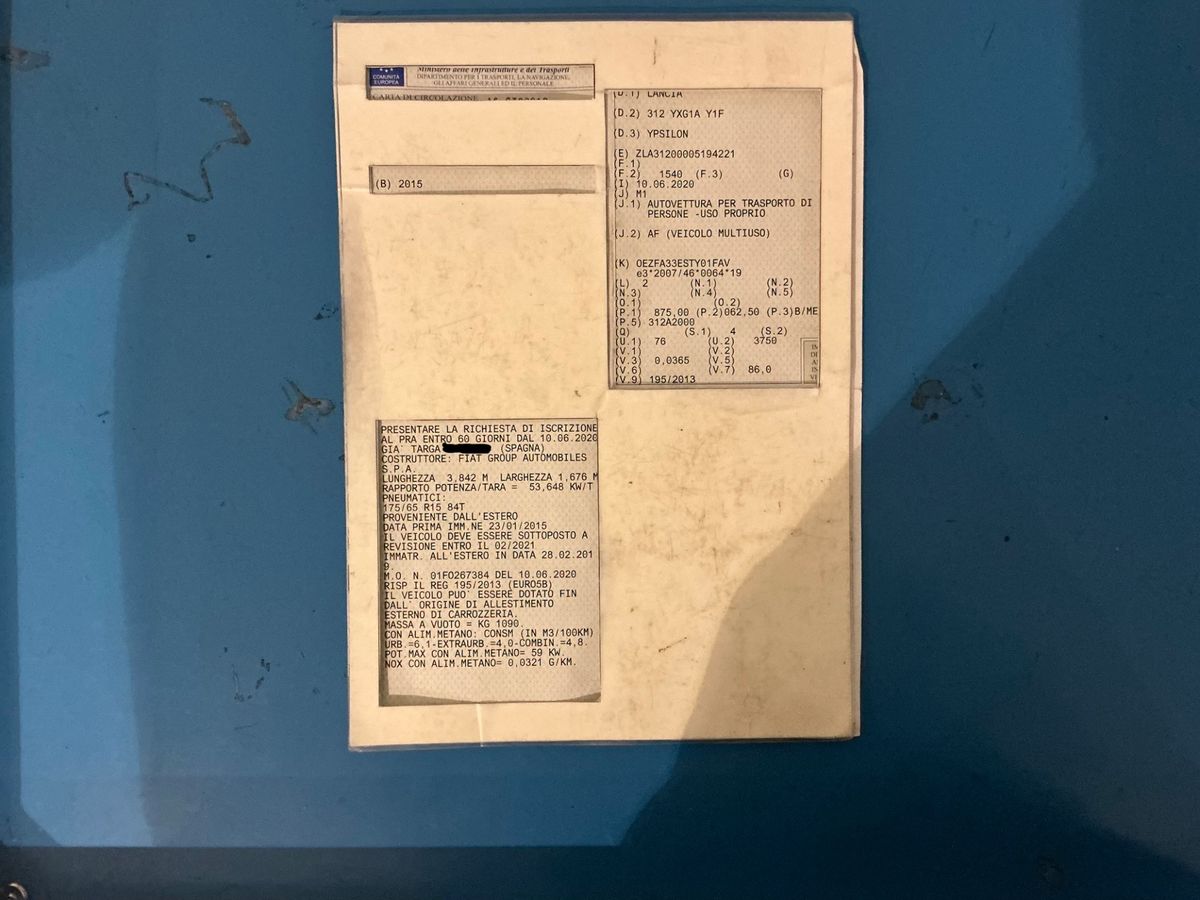 COMUNITÀ
EUROPEA
Ministero delle Infrastrutture e dei Trasporti
DIPARTIMENTO PER I TRASPORTI, LA NAVIGAZIONE,
GLI AFFARI GENERALI ED IL PERSONALE
CARTA DI CIRCOLAZIONE
(B) 2015
(D.1) LANCIA
(D.2) 312 YXG1A Y1F
(D.3) YPSILON
(E) ZLA31200005194221
(F.1)
(F.2) 1540 (F.3) (G)
(I) 10.06.2020
(J) M1
(J.1) AUTOVETTURA PER TRASPORTO DI
PERSONE -USO PROPRIO
(J.2) AF (VEICOLO MULTIUSO)
(K) OEZFA33ESTY01FAV
e3*2007/46*0064*19
(L) 2 (N.1) (N.2)
(N.3) (N.4) (N.5)
(O.1) (O.2)
(P.1) 875,00 (P.2)062,50 (P.3)B/ME
(P.5) 312A2000
(Q) (S.1) 4 (S.2)
(U.1) 76 (U.2) 3750
(V.1) (V.2)
(V.3) 0,0365 (V.5)
(V.6) (V.7) 86,0
(V.9) 195/2013
PRESENTARE LA RICHIESTA DI ISCRIZIONE
AL PRA ENTRO 60 GIORNI DAL 10.06.2020
GIA` TARGA (SPAGNA)
COSTRUTTORE: FIAT GROUP AUTOMOBILES
S.P.A.
LUNGHEZZA 3,842 M LARGHEZZA 1,676 M
RAPPORTO POTENZA/TARA = 53,648 KW/T
PNEUMATICI:
175/65 R15 84T
PROVENIENTE DALL'ESTERO
DATA PRIMA IMM.NE 23/01/2015
IL VEICOLO DEVE ESSERE SOTTOPOSTO A
REVISIONE ENTRO IL 02/2021
IMMATR. ALL'ESTERO IN DATA 28.02.201
9.
M.O. N. 01FO267384 DEL 10.06.2020
RISP IL REG 195/2013 (EURO5B)
IL VEICOLO PUO` ESSERE DOTATO FIN
DALL` ORIGINE DI ALLESTIMENTO
ESTERNO DI CARROZZERIA.
MASSA A VUOTO = KG 1090.
CON ALIM.METANO: CONSM (IN M3/100KM)
URB.=6,1-EXTRAURB.=4,0-COMBIN.=4,8.
POT.MAX CON ALIM.METANO= 59 KW.
NOX CON ALIM.METANO= 0,0321 G/KM.